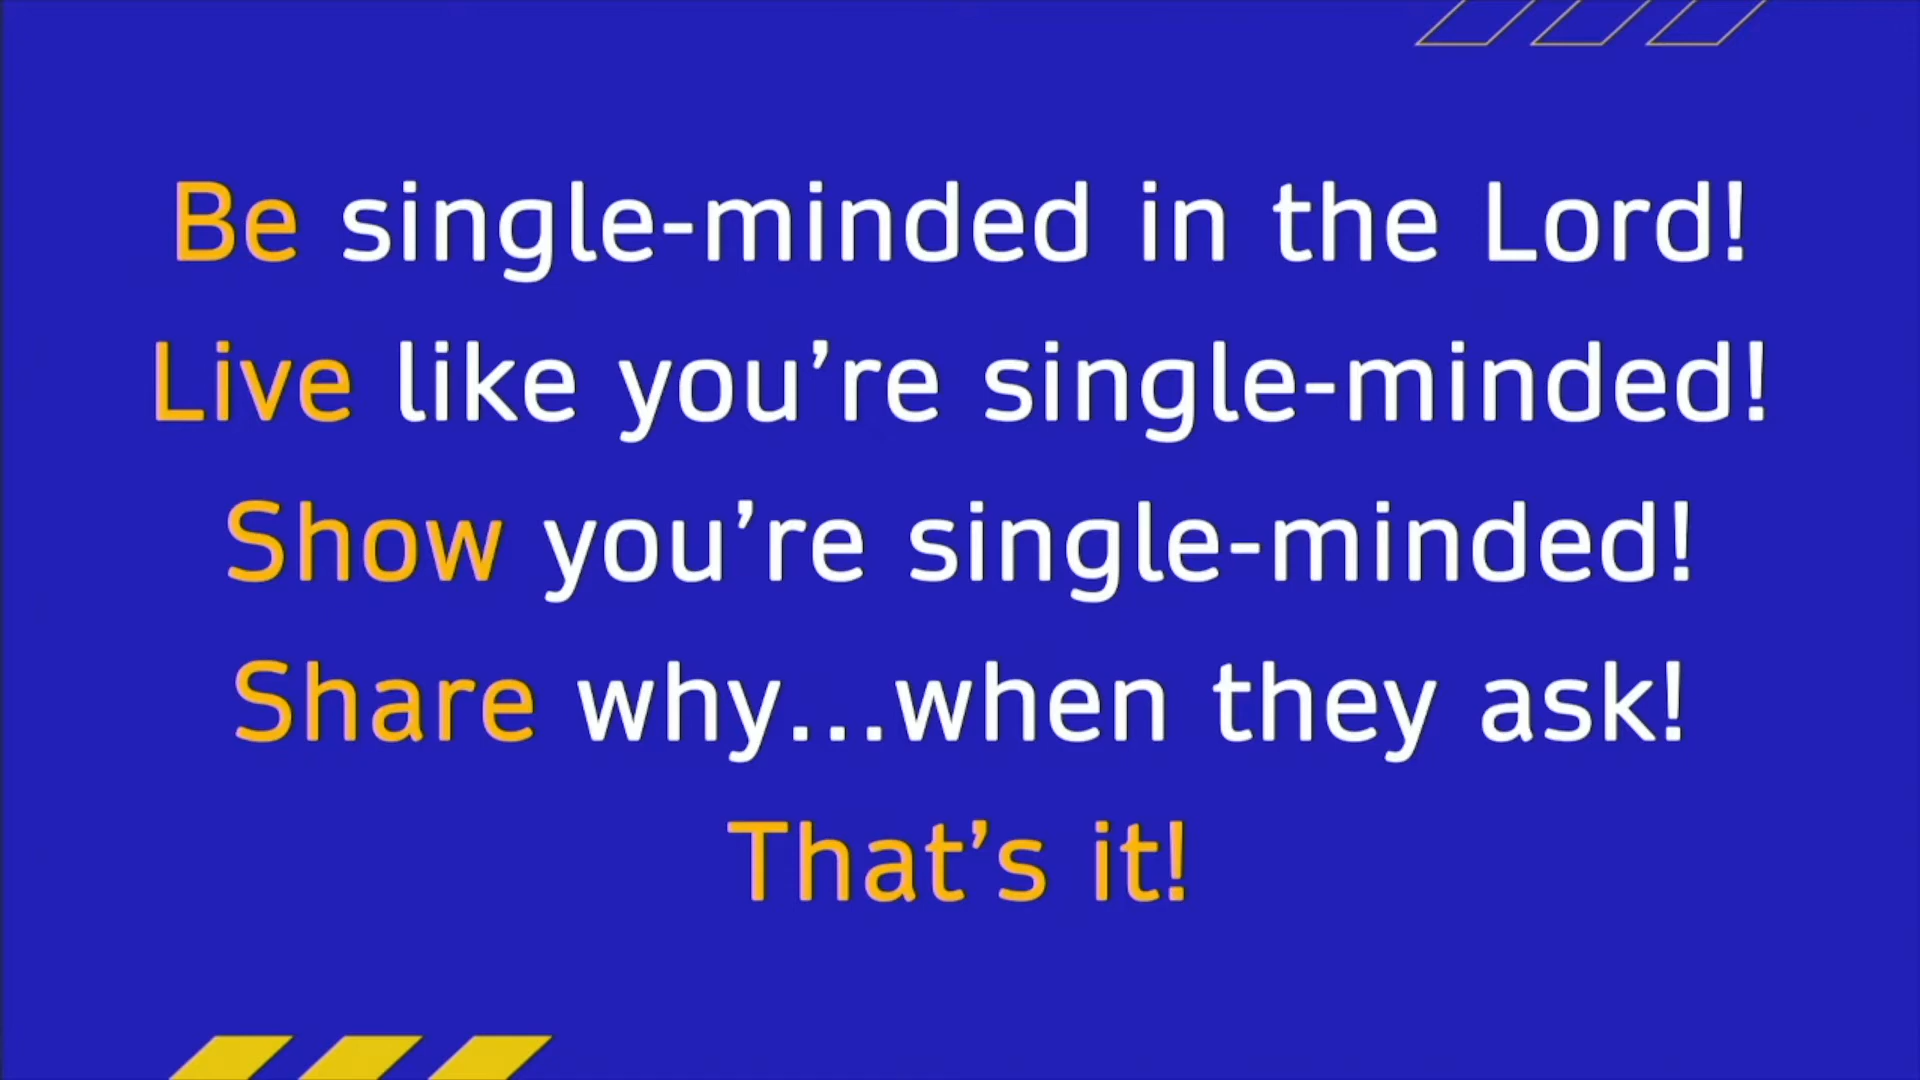 Be single-minded in the Lord!
Live like you’re single-minded!
Show you’re single-minded!
Share why...when they ask!
That’s it!